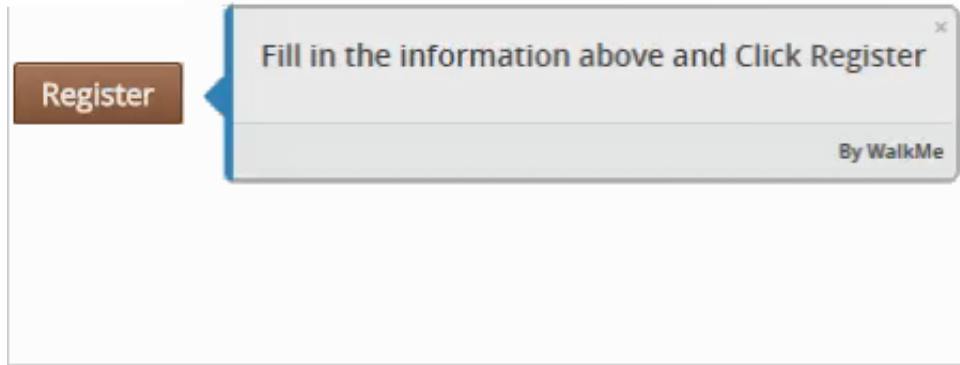 Fill in the information above and Click Register
Register
By WalkMe